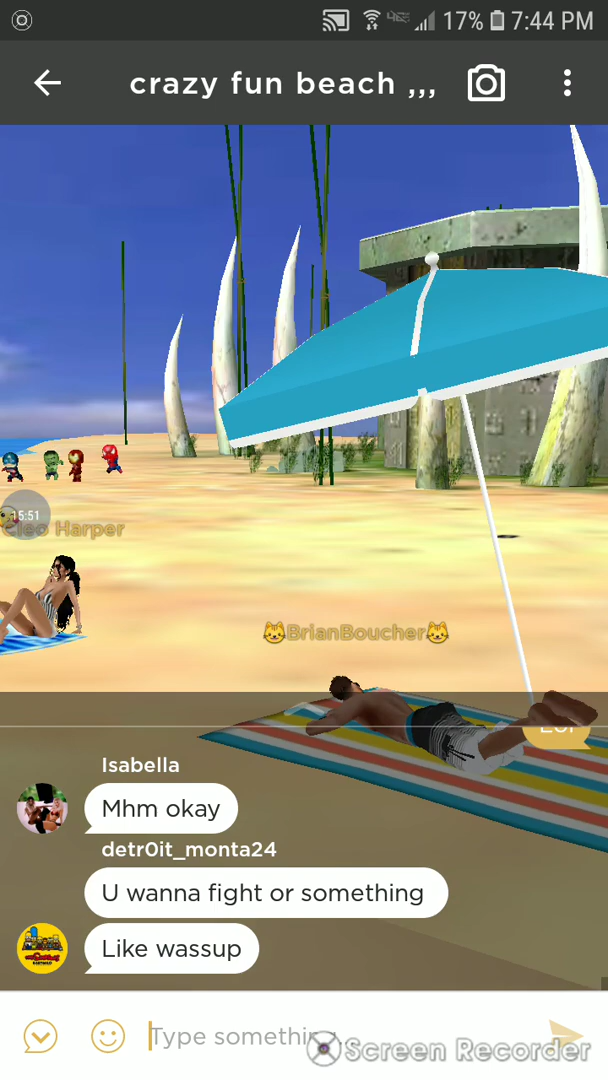 17% 7:44 PM
crazy fun beach ,,,
15:51
Cleo Harper
BrianBoucher
Isabella
Mhm okay
detr0it_monta24
U wanna fight or something
Like wassup
Type something...
Screen Recorder